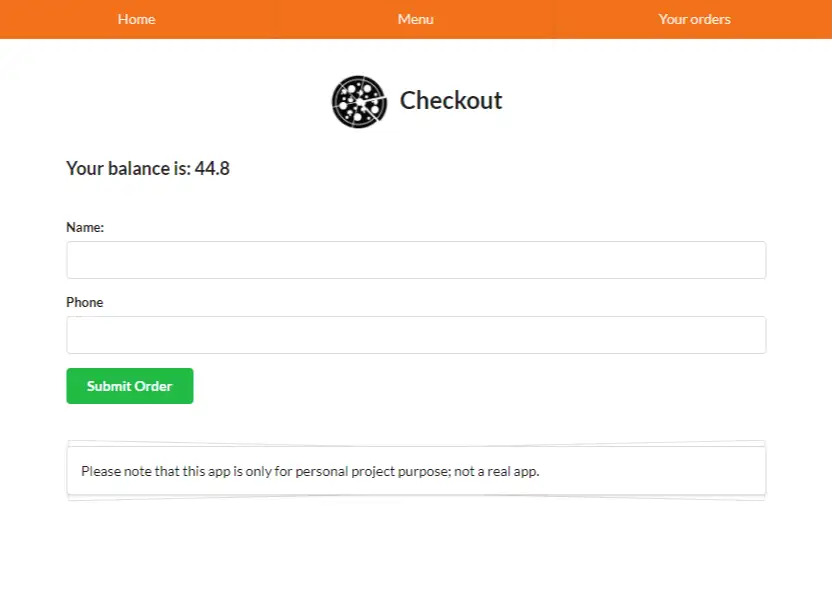 Home Menu Your orders
Checkout
Your balance is: 44.8
Name:
Phone
Submit Order
Please note that this app is only for personal project purpose; not a real app.